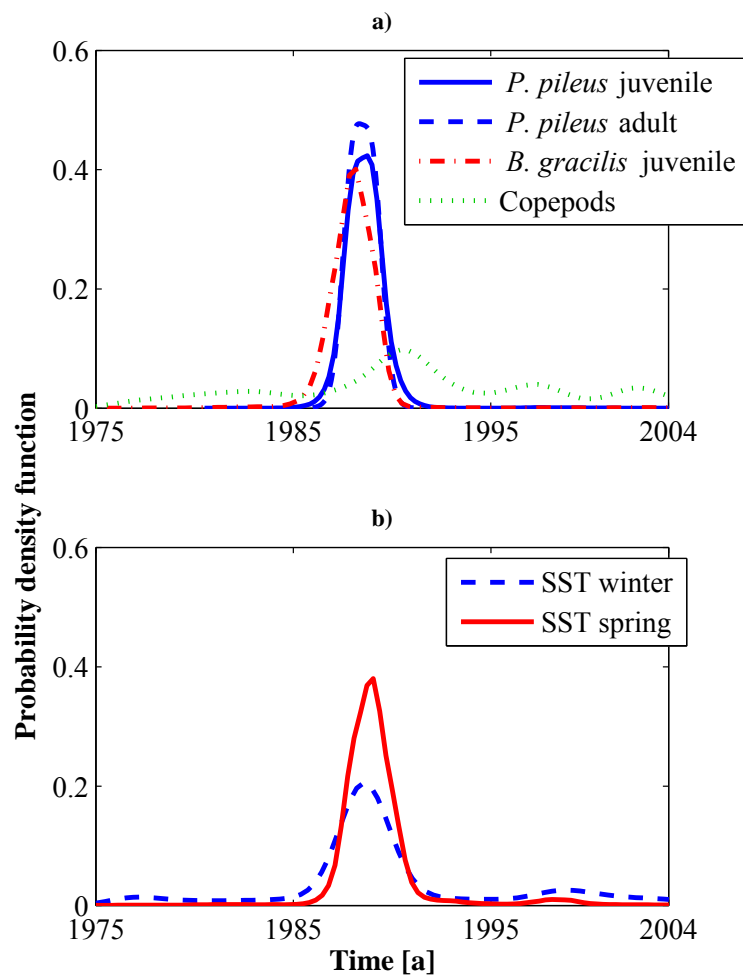 a)
0.6
0.4
0.2
0
P. pileus juvenile
P. pileus adult
B. gracilis juvenile
Copepods
1975
1985
1995
2004
Probability density function
b)
0.6
0.4
0.2
0
SST winter
SST spring
1975
1985
1995
2004
Time [a]